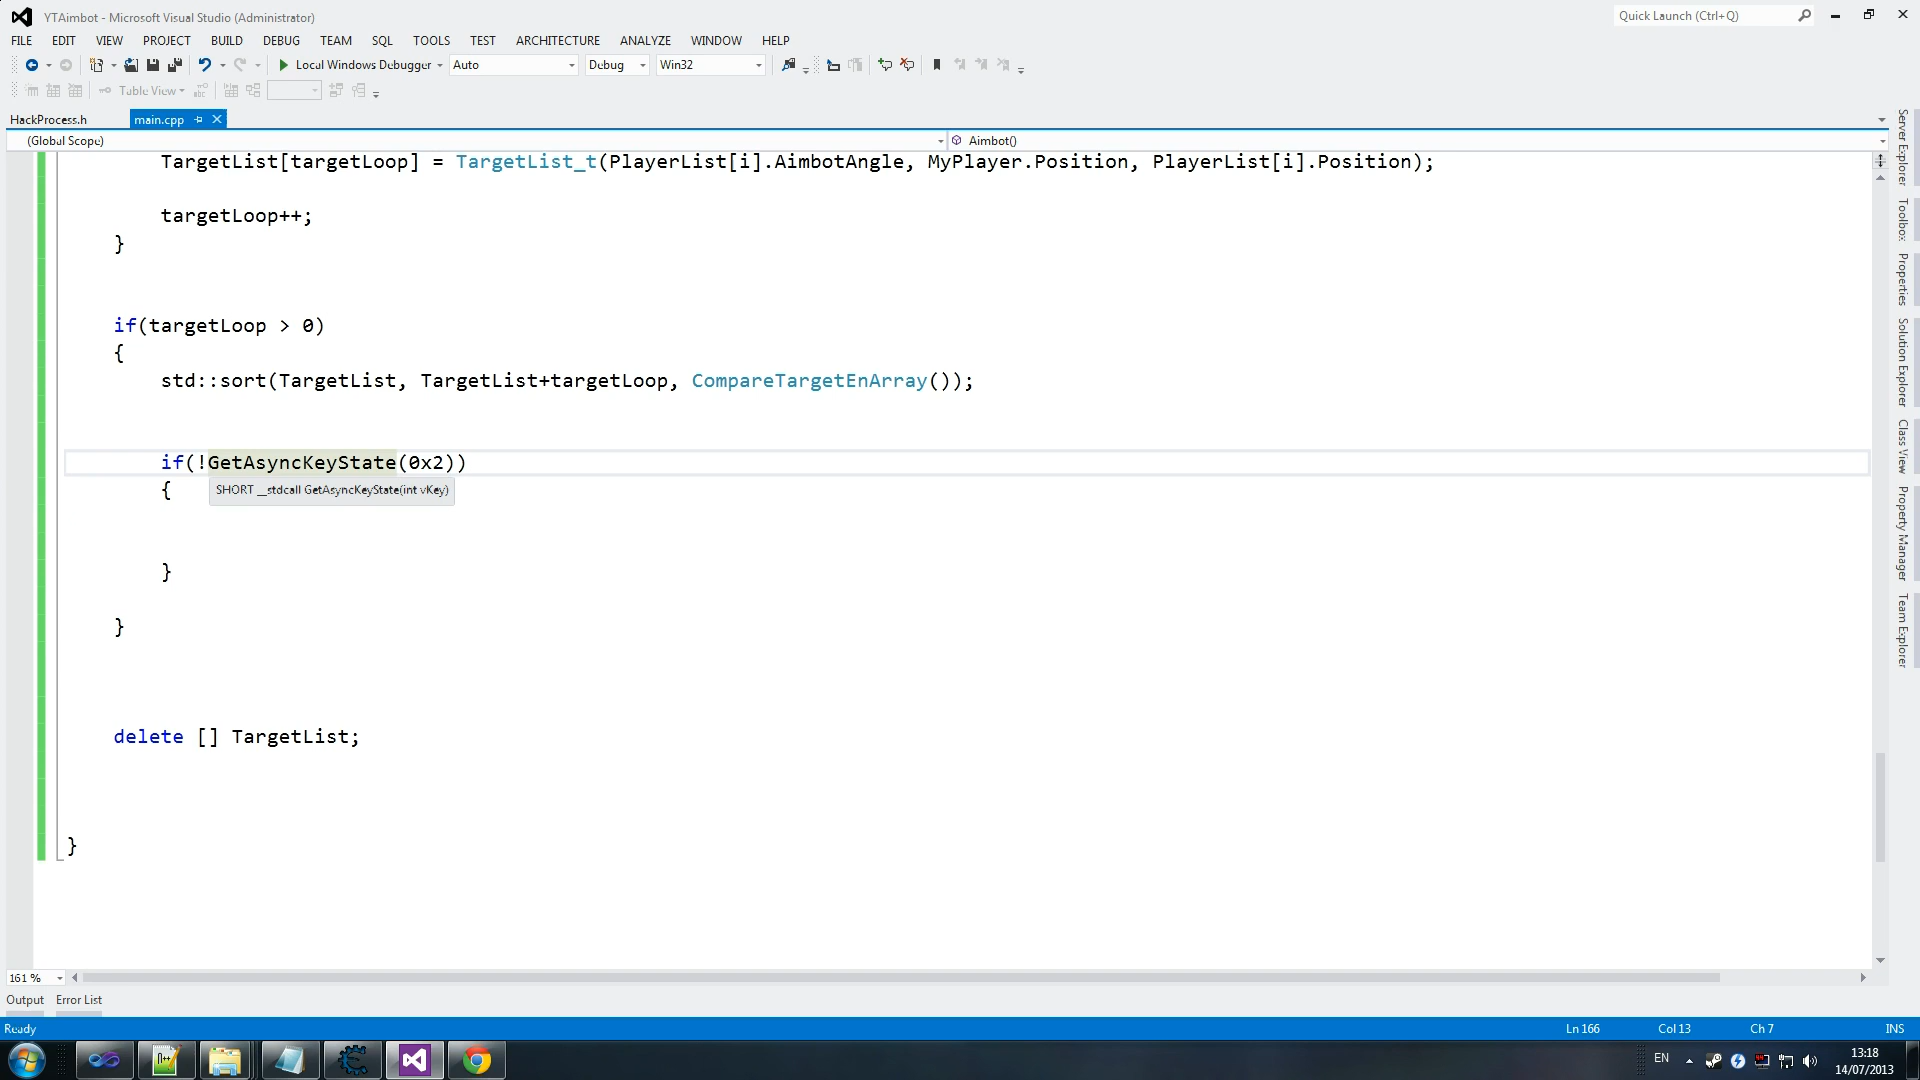 YTAimbot - Microsoft Visual Studio (Administrator)
Quick Launch (Ctrl+Q)
FILE EDIT VIEW PROJECT BUILD DEBUG TEAM SQL TOOLS TEST ARCHITECTURE ANALYZE WINDOW HELP
Local Windows Debugger Auto Debug Win32
Table View
HackProcess.h main.cpp
(Global Scope) Aimbot()
TargetList[targetLoop] = TargetList_t(PlayerList[i].AimbotAngle, MyPlayer.Position, PlayerList[i].Position);
targetLoop++;
}
if(targetLoop > 0)
{
std::sort(TargetList, TargetList+targetLoop, CompareTargetEnArray());
if(!GetAsyncKeyState(0x2))
{
SHORT __stdcall GetAsyncKeyState(int vKey)
}
}
delete [] TargetList;
}
Server Explorer
Toolbox
Properties
Solution Explorer
Class View
Property Manager
Team Explorer
161 %
Output Error List
Ready Ln 166 Col 13 Ch 7 INS
EN
13:18
14/07/2013